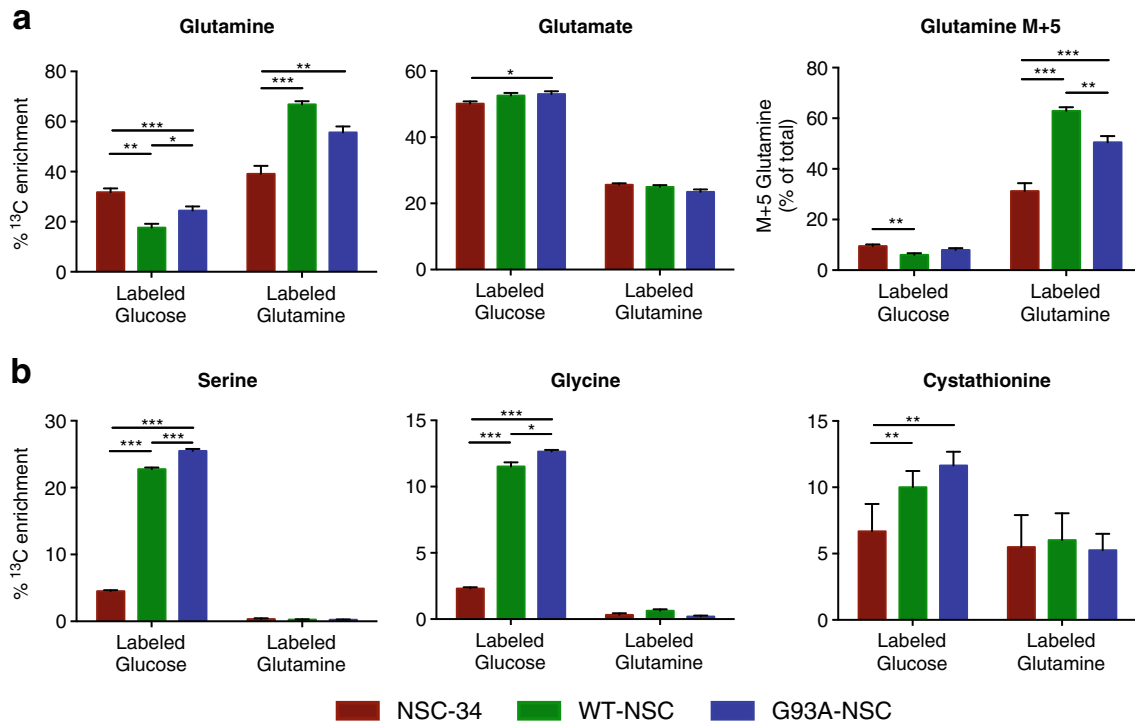 a
Glutamine
Glutamate
Glutamine M+5
% ¹³C enrichment
80
60
40
20
0
***
**
*
**
***
Labeled
Glucose
Labeled
Glutamine
60
40
20
0
*
Labeled
Glucose
Labeled
Glutamine
M+5 Glutamine
(% of total)
80
60
40
20
0
**
***
***
**
Labeled
Glucose
Labeled
Glutamine
b
Serine
Glycine
Cystathionine
% ¹³C enrichment
30
20
10
0
***
***
***
Labeled
Glucose
Labeled
Glutamine
15
10
5
0
***
***
*
Labeled
Glucose
Labeled
Glutamine
15
10
5
0
**
**
Labeled
Glucose
Labeled
Glutamine
NSC-34
WT-NSC
G93A-NSC